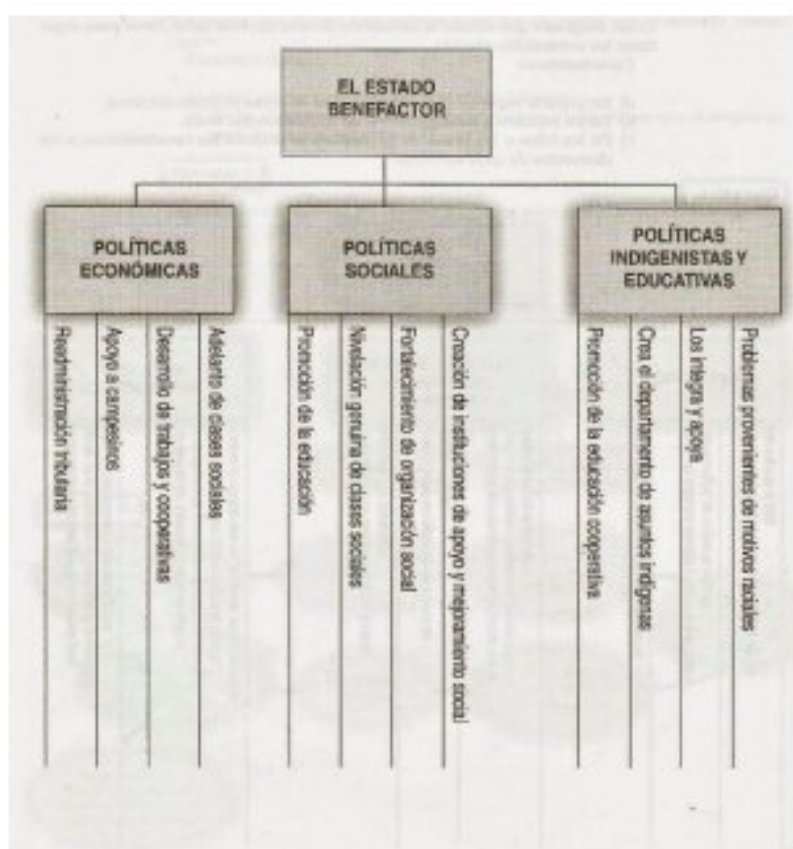 EL ESTADO
BENEFACTOR
POLÍTICAS
ECONÓMICAS
Readministración tributaria
Apoyo a campesinos
Desarrollo de trabajos y cooperativas
Adelanto de clases sociales
POLÍTICAS
SOCIALES
Promoción de la educación
Nivelación genuina de clases sociales
Fortalecimiento de organización social
Creación de instituciones de apoyo y mejoramiento social
POLÍTICAS
INDIGENISTAS Y
EDUCATIVAS
Promoción de la educación cooperativa
Crea el departamento de asuntos indígenas
Los integra y apoya
Problemas provenientes de motivos raciales